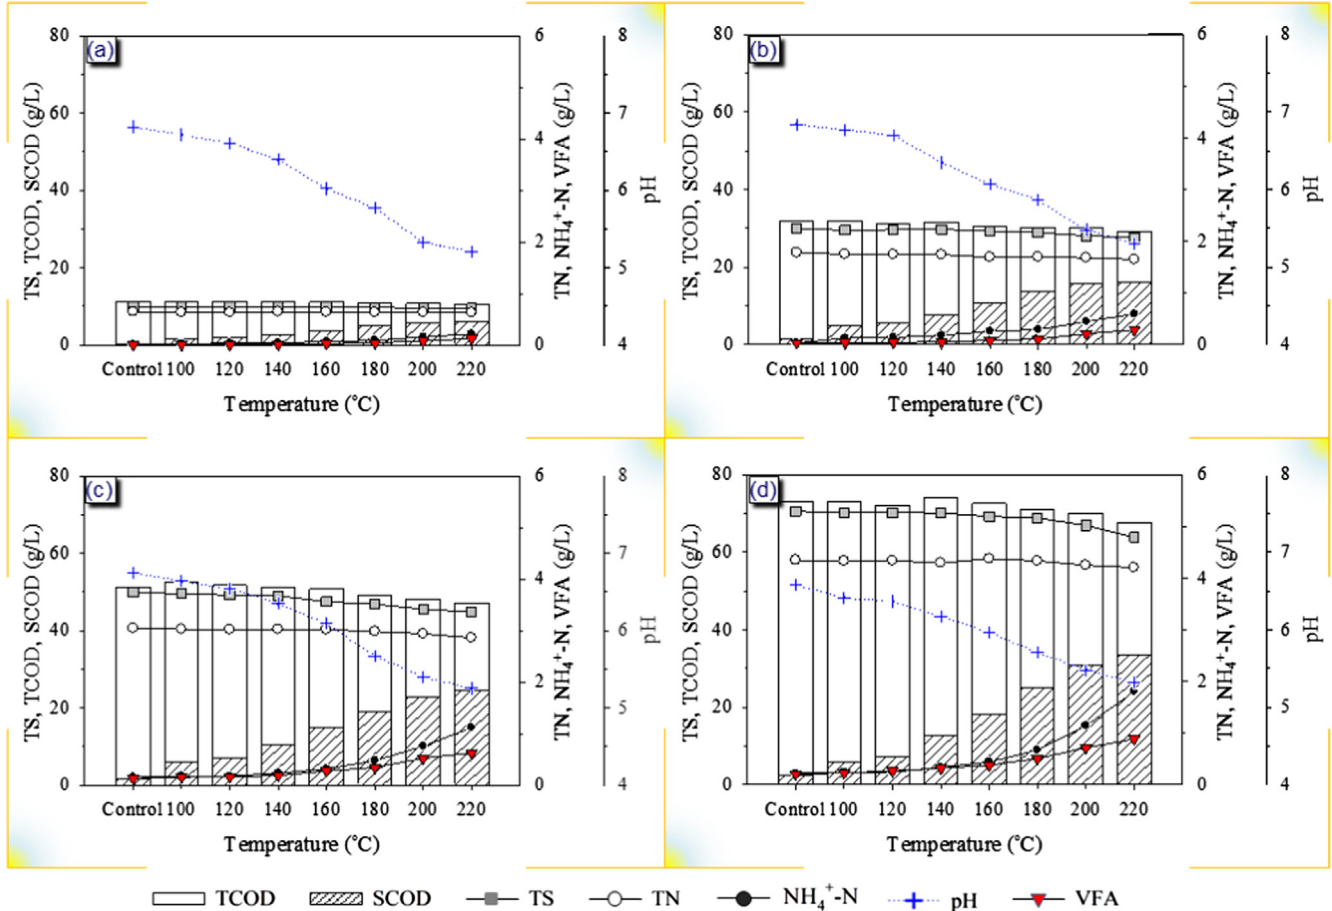 (a)
TS, TCOD, SCOD (g/L)
80
60
40
20
0
Control 100 120 140 160 180 200 220
Temperature (°C)
6
4
2
0
TN, NH₄⁺-N, VFA (g/L)
8
7
6
5
4
pH
(b)
TS, TCOD, SCOD (g/L)
80
60
40
20
0
Control 100 120 140 160 180 200 220
Temperature (°C)
6
4
2
0
TN, NH₄⁺-N, VFA (g/L)
8
7
6
5
4
pH
(c)
TS, TCOD, SCOD (g/L)
80
60
40
20
0
Control 100 120 140 160 180 200 220
Temperature (°C)
6
4
2
0
TN, NH₄⁺-N, VFA (g/L)
8
7
6
5
4
pH
(d)
TS, TCOD, SCOD (g/L)
80
60
40
20
0
Control 100 120 140 160 180 200 220
Temperature (°C)
6
4
2
0
TN, NH₄⁺-N, VFA (g/L)
8
7
6
5
4
pH
TCOD SCOD TS TN NH₄⁺-N pH VFA